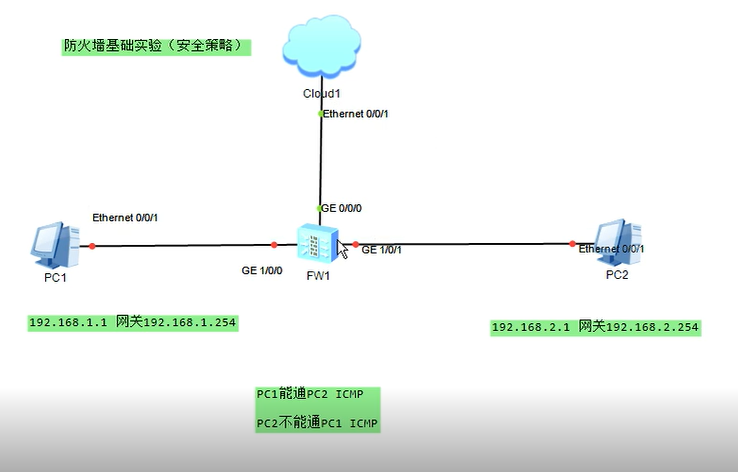 防火墙基础实验（安全策略）
Cloud1
Ethernet 0/0/1
GE 0/0/0
Ethernet 0/0/1
GE 1/0/0
GE 1/0/1
Ethernet 0/0/1
PC1
FW1
PC2
192.168.1.1 网关192.168.1.254
192.168.2.1 网关192.168.2.254
PC1能通PC2 ICMP
PC2不能通PC1 ICMP